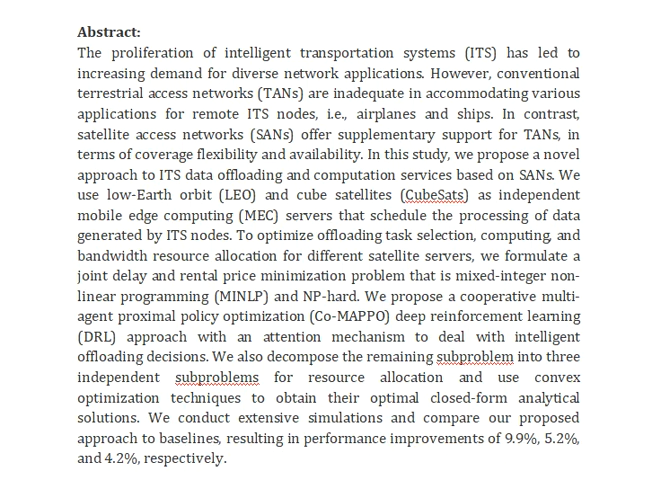 Abstract:
The proliferation of intelligent transportation systems (ITS) has led to
increasing demand for diverse network applications. However, conventional
terrestrial access networks (TANs) are inadequate in accommodating various
applications for remote ITS nodes, i.e., airplanes and ships. In contrast,
satellite access networks (SANs) offer supplementary support for TANs, in
terms of coverage flexibility and availability. In this study, we propose a novel
approach to ITS data offloading and computation services based on SANs. We
use low-Earth orbit (LEO) and cube satellites (CubeSats) as independent
mobile edge computing (MEC) servers that schedule the processing of data
generated by ITS nodes. To optimize offloading task selection, computing, and
bandwidth resource allocation for different satellite servers, we formulate a
joint delay and rental price minimization problem that is mixed-integer non-
linear programming (MINLP) and NP-hard. We propose a cooperative multi-
agent proximal policy optimization (Co-MAPPO) deep reinforcement learning
(DRL) approach with an attention mechanism to deal with intelligent
offloading decisions. We also decompose the remaining subproblem into three
independent subproblems for resource allocation and use convex
optimization techniques to obtain their optimal closed-form analytical
solutions. We conduct extensive simulations and compare our proposed
approach to baselines, resulting in performance improvements of 9.9%, 5.2%,
and 4.2%, respectively.